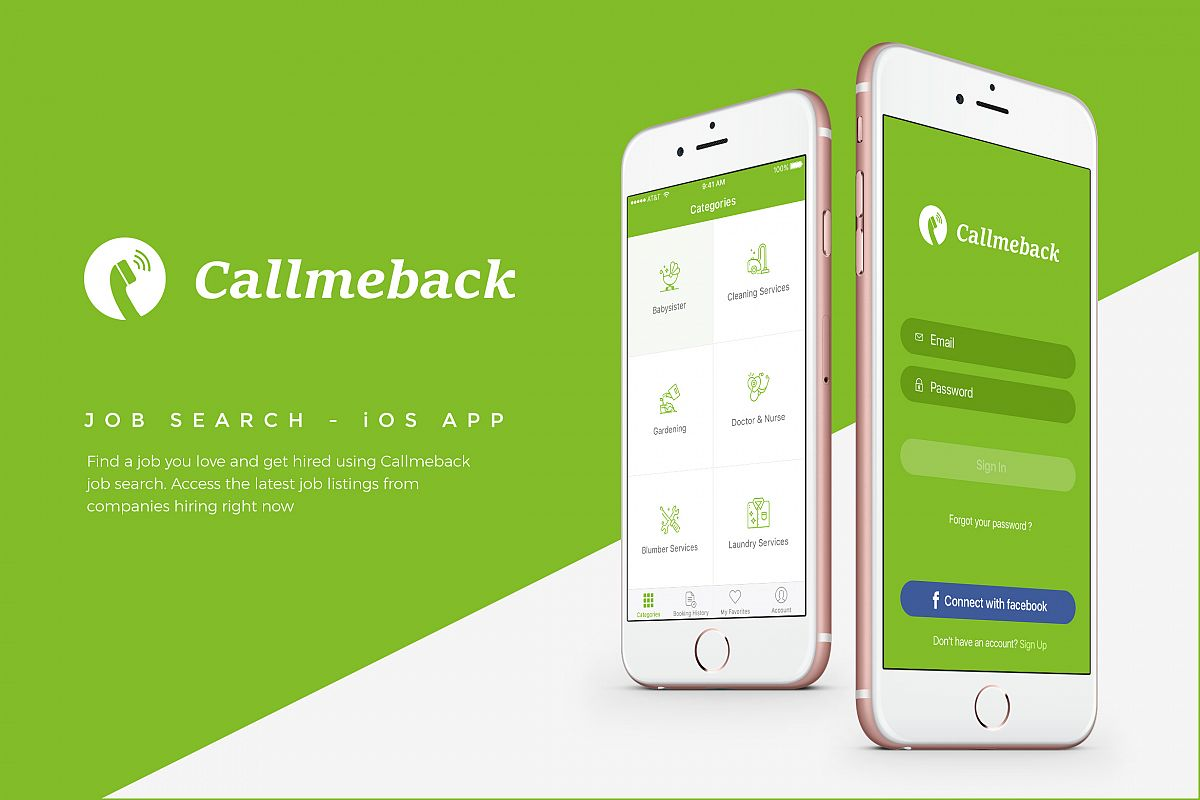 Callmeback
JOB SEARCH - iOS APP
Find a job you love and get hired using Callmeback
job search. Access the latest job listings from
companies hiring right now
AT&T
9:41 AM
100%
Categories
Babysister
Cleaning Services
Gardening
Doctor & Nurse
Blumber Services
Laundry Services
Categories
Booking History
My Favorites
Account
Callmeback
Email
Password
Sign In
Forgot your password ?
f Connect with facebook
Don't have an account? Sign Up